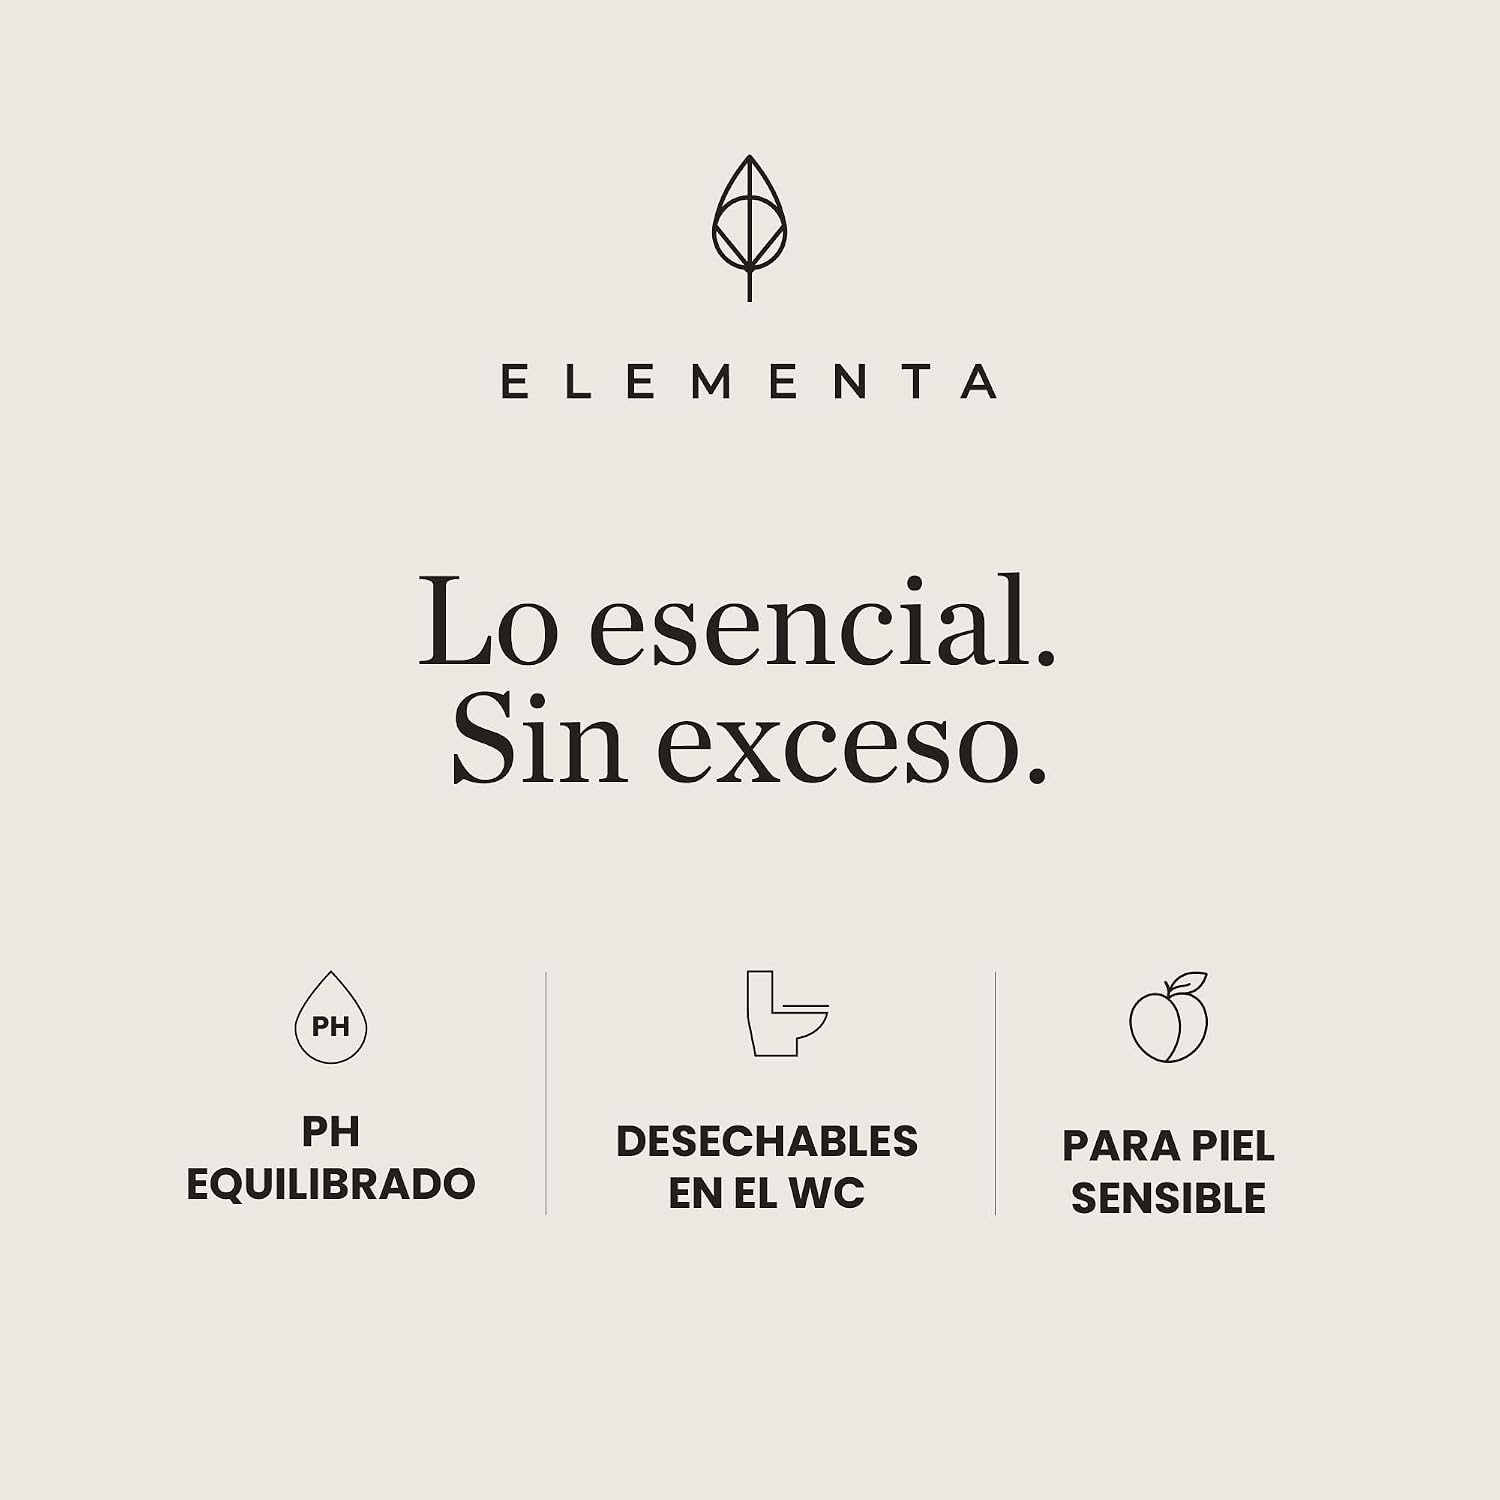 ELEMENTA
Lo esencial.
Sin exceso.
PH
PH
EQUILIBRADO
DESECHABLES
EN EL WC
PARA PIEL
SENSIBLE